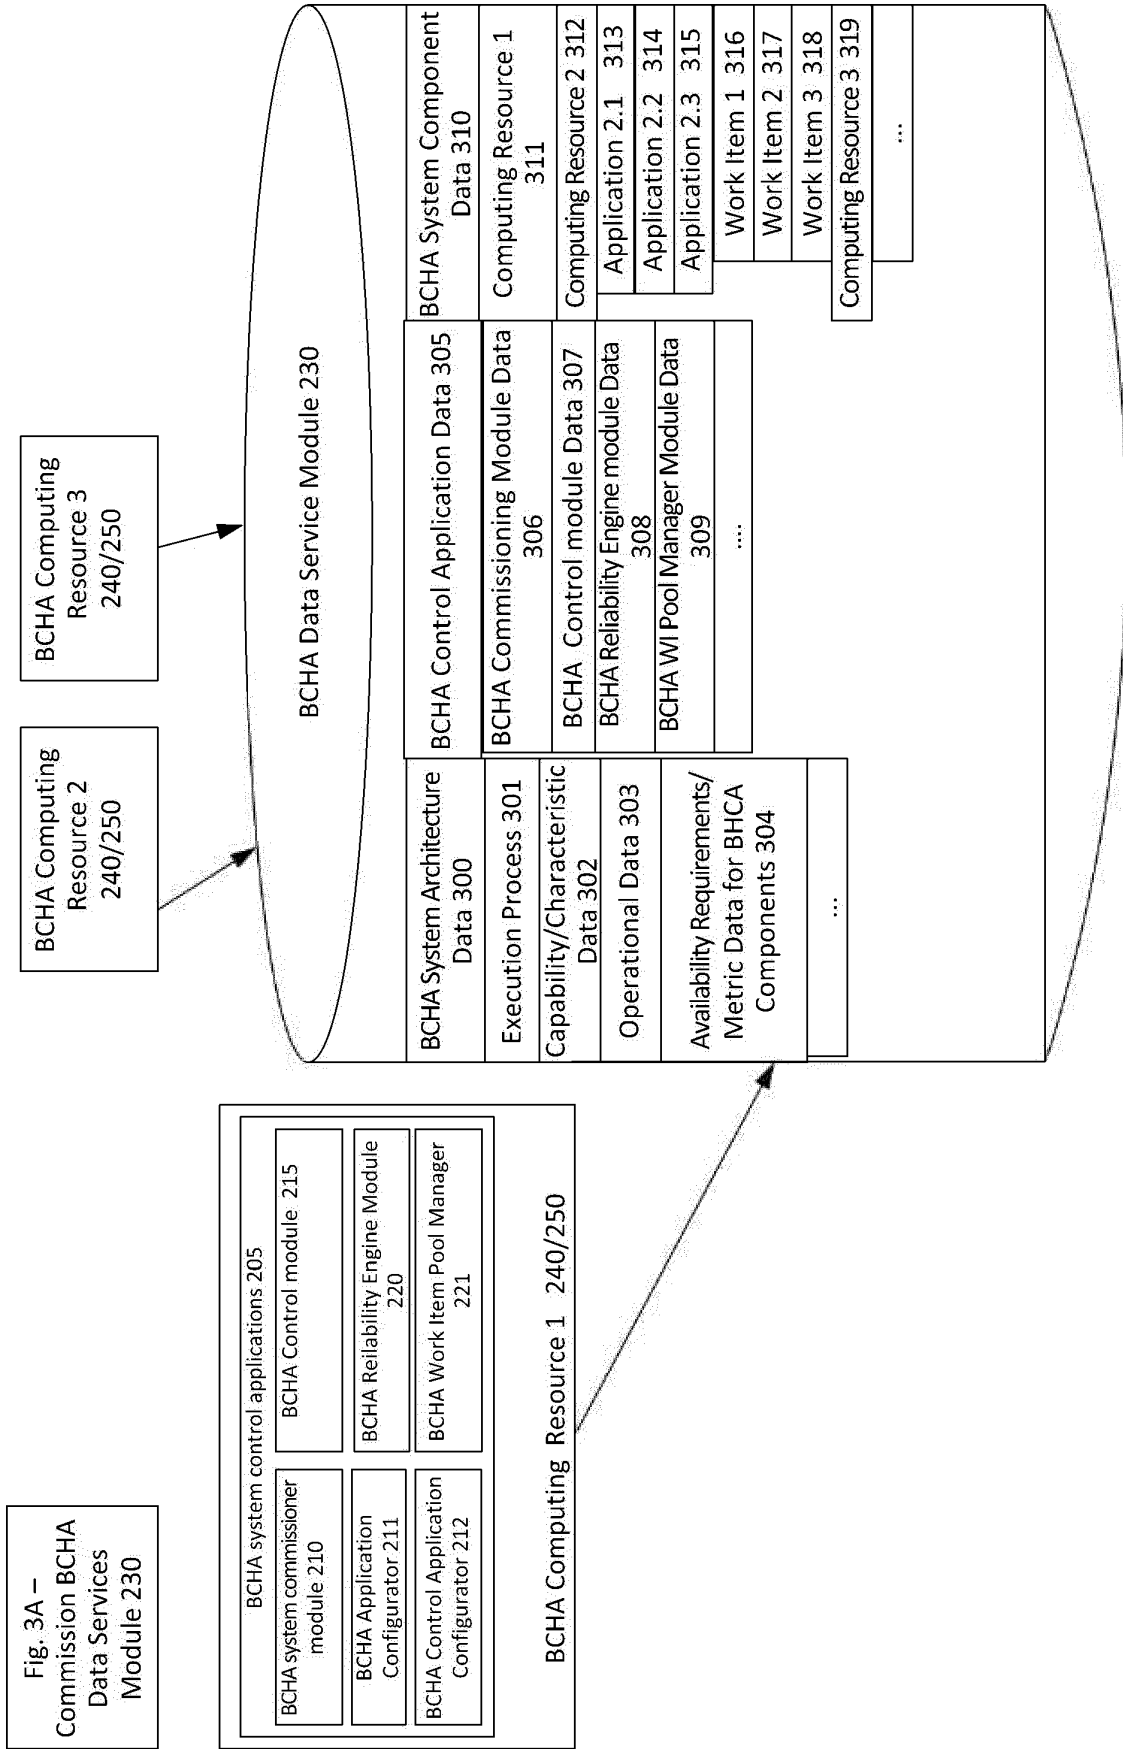 Fig. 3A –
Commission BCHA
Data Services
Module 230
BCHA Computing
Resource 2
240/250
BCHA Computing
Resource 3
240/250
BCHA system control applications 205
BCHA system commissioner
module 210
BCHA Control module 215
BCHA Application
Configurator 211
BCHA Reilability Engine Module
220
BCHA Control Application
Configurator 212
BCHA Work Item Pool Manager
221
BCHA Computing Resource 1 240/250
BCHA Data Service Module 230
BCHA System Architecture
Data 300
Execution Process 301
Capability/Characteristic
Data 302
Operational Data 303
Availability Requirements/
Metric Data for BHCA
Components 304
...
BCHA Control Application Data 305
BCHA Commissioning Module Data
306
BCHA Control module Data 307
BCHA Reliability Engine module Data
308
BCHA WI Pool Manager Module Data
309
....
BCHA System Component
Data 310
Computing Resource 1
311
Computing Resource 2 312
Application 2.1 313
Application 2.2 314
Application 2.3 315
Work Item 1 316
Work Item 2 317
Work Item 3 318
Computing Resource 3 319
...